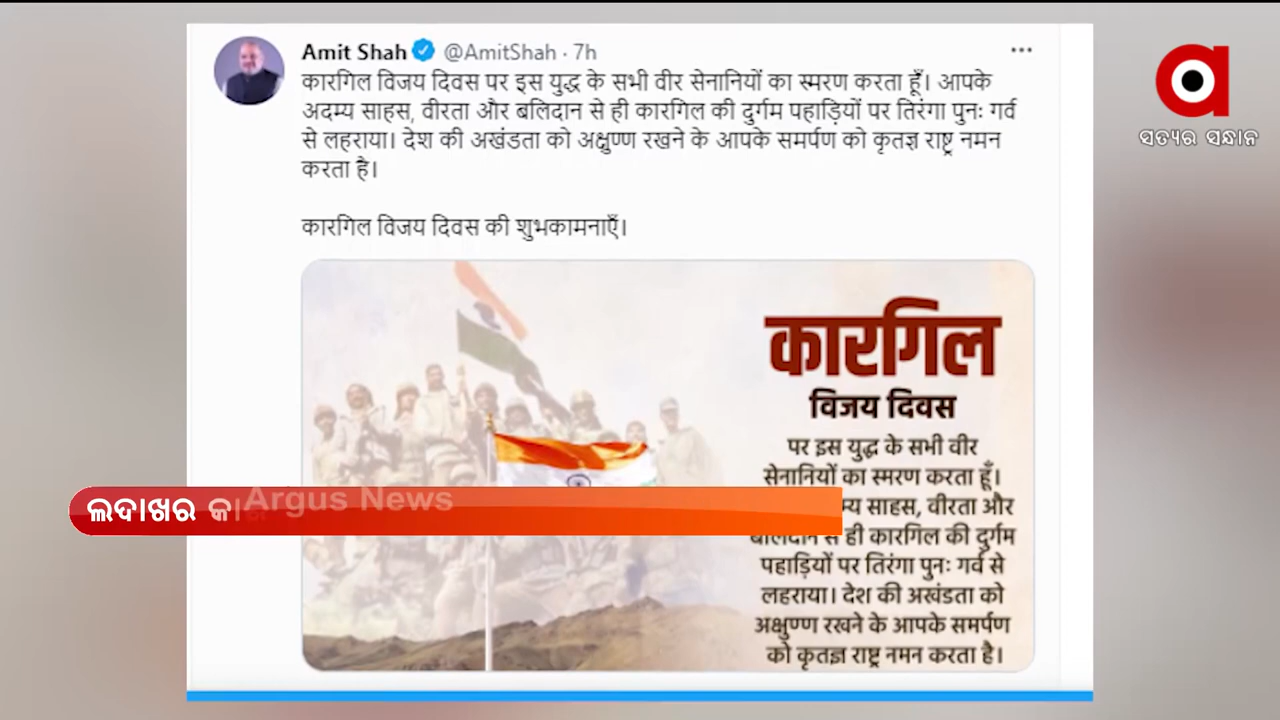 Amit Shah @AmitShah · 7h
कारगिल विजय दिवस पर इस युद्ध के सभी वीर सेनानियों का स्मरण करता हूँ। आपके
अदम्य साहस, वीरता और बलिदान से ही कारगिल की दुर्गम पहाड़ियों पर तिरंगा पुनः गर्व
से लहराया। देश की अखंडता को अक्षुण्ण रखने के आपके समर्पण को कृतज्ञ राष्ट्र नमन
करता है।
कारगिल विजय दिवस की शुभकामनाएँ।
कारगिल
विजय दिवस
पर इस युद्ध के सभी वीर
सेनानियों का स्मरण करता हूँ।
साहस, वीरता और
बलिदान से ही कारगिल की दुर्गम
पहाड़ियों पर तिरंगा पुनः गर्व से
लहराया। देश की अखंडता को
अक्षुण्ण रखने के आपके समर्पण
को कृतज्ञ राष्ट्र नमन करता है।
ଲଦାଖର
Argus News
ସତ୍ୟର ସନ୍ଧାନ